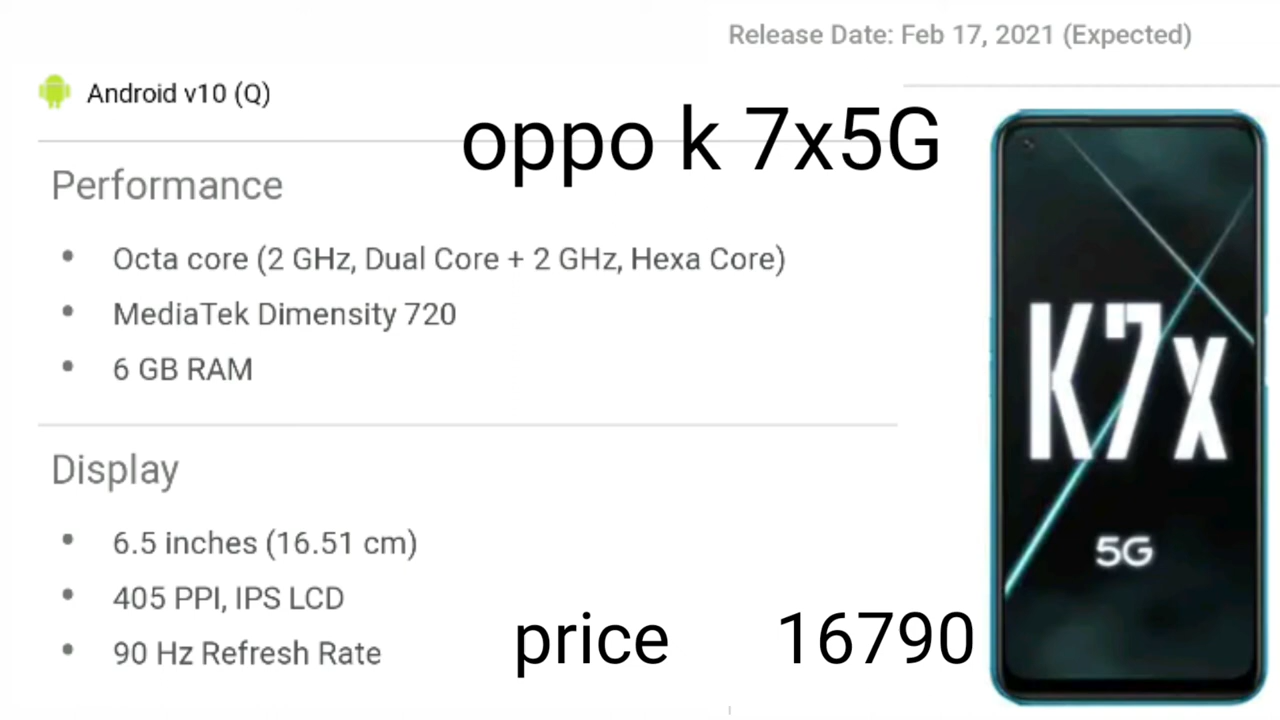 Release Date: Feb 17, 2021 (Expected)
Android v10 (Q)
oppo k 7x5G
Performance
Octa core (2 GHz, Dual Core + 2 GHz, Hexa Core)
MediaTek Dimensity 720
6 GB RAM
Display
6.5 inches (16.51 cm)
405 PPI, IPS LCD
90 Hz Refresh Rate
price 16790
K7x
5G